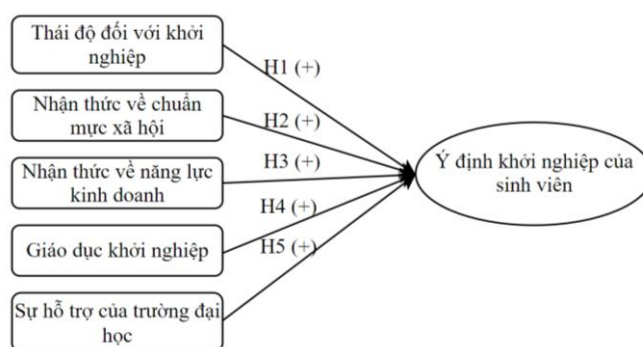 Thái độ đối với khởi
nghiệp
H1 (+)
Nhận thức về chuẩn
mực xã hội
H2 (+)
Nhận thức về năng lực
kinh doanh
H3 (+)
Ý định khởi nghiệp của
sinh viên
Giáo dục khởi nghiệp
H4 (+)
Sự hỗ trợ của trường đại
học
H5 (+)